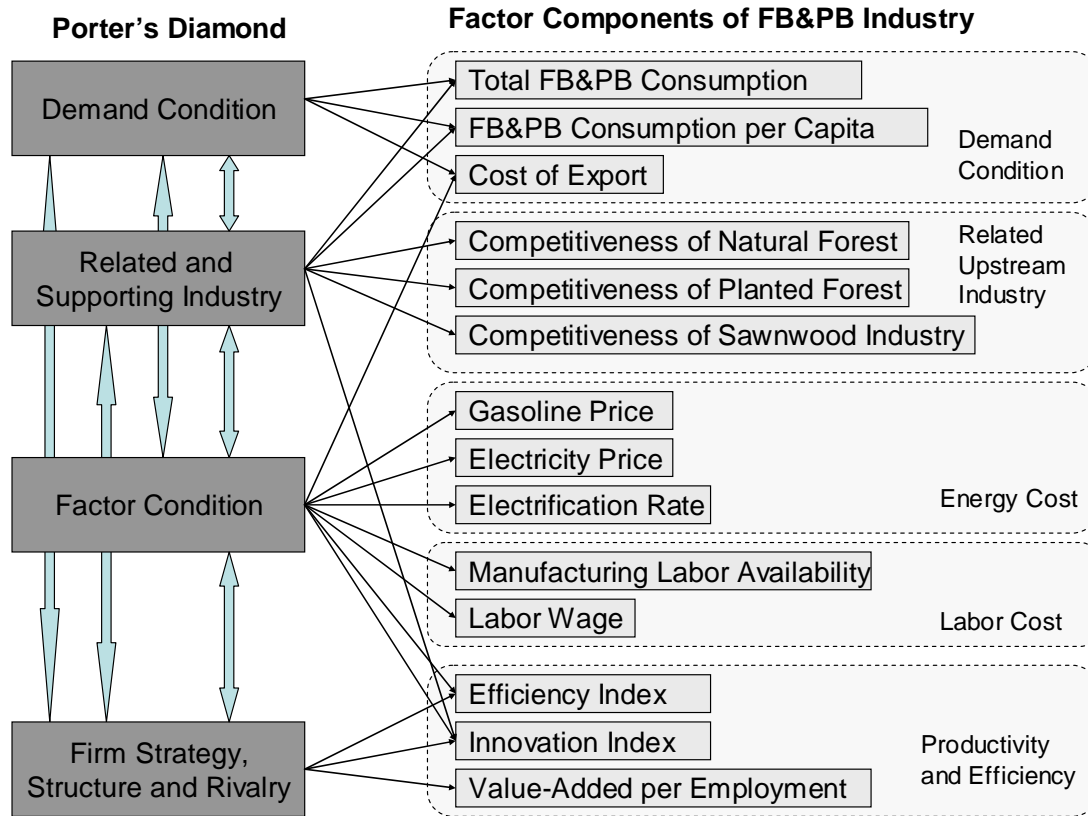 Porter's Diamond
Factor Components of FB&PB Industry
Demand Condition
Related and
Supporting Industry
Factor Condition
Firm Strategy,
Structure and Rivalry
Total FB&PB Consumption
FB&PB Consumption per Capita
Cost of Export
Demand
Condition
Competitiveness of Natural Forest
Competitiveness of Planted Forest
Competitiveness of Sawnwood Industry
Related
Upstream
Industry
Gasoline Price
Electricity Price
Electrification Rate
Energy Cost
Manufacturing Labor Availability
Labor Wage
Labor Cost
Efficiency Index
Innovation Index
Value-Added per Employment
Productivity
and Efficiency